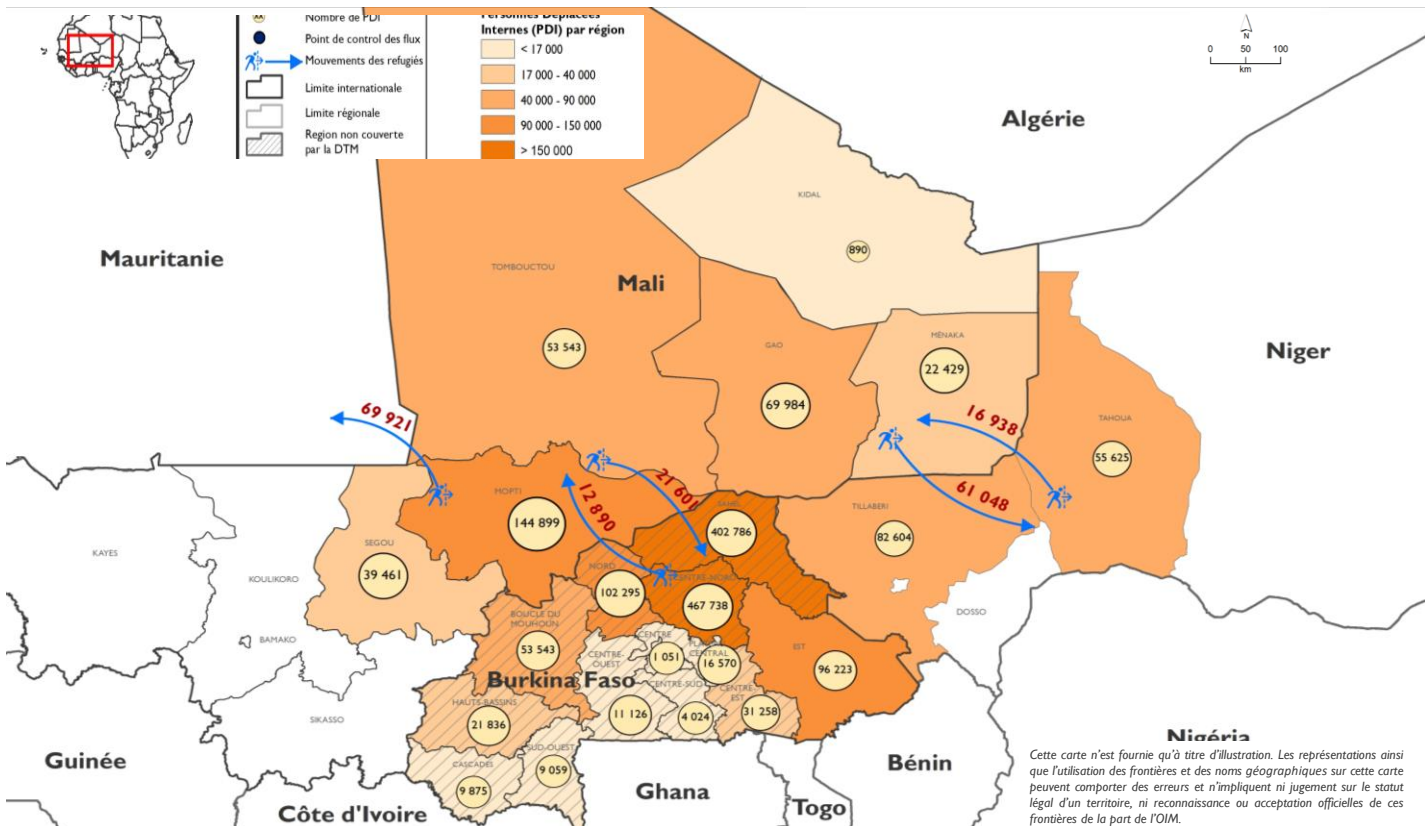 Nombre de PDI
Point de control des flux
Mouvements des refugiés
Limite internationale
Limite régionale
Region non couverte
par la DTM
Personnes Déplacées
Internes (PDI) par région
< 17 000
17 000 - 40 000
40 000 - 90 000
90 000 - 150 000
> 150 000
N
0 50 100
km
Algérie
KIDAL
890
Mauritanie
TOMBOUCTOU
Mali
53 543
GAO
69 984
MÉNAKA
22 429
Niger
TAHOUA
55 625
69 921
16 938
61 048
21 601
12 890
MOPTI
144 899
SAHEL
402 786
TILLABERI
82 604
KAYES
SEGOU
39 461
KOULIKORO
BAMAKO
NORD
102 295
CENTRE-NORD
467 738
DOSSO
BOUCLE DU
MOUHOUN
53 543
CENTRE
1 051
PLATEAU
CENTRAL
16 570
EST
96 223
CENTRE-
OUEST
11 126
Burkina Faso
CENTRE-SUD
4 024
CENTRE-
EST
31 258
HAUTS-BASSINS
21 836
SIKASSO
SUD-OUEST
9 059
CASCADES
9 875
Guinée
Côte d'Ivoire
Ghana
Togo
Bénin
Nigéria
Cette carte n'est fournie qu'à titre d'illustration. Les représentations ainsi
que l'utilisation des frontières et des noms géographiques sur cette carte
peuvent comporter des erreurs et n'impliquent ni jugement sur le statut
légal d'un territoire, ni reconnaissance ou acceptation officielles de ces
frontières de la part de l'OIM.